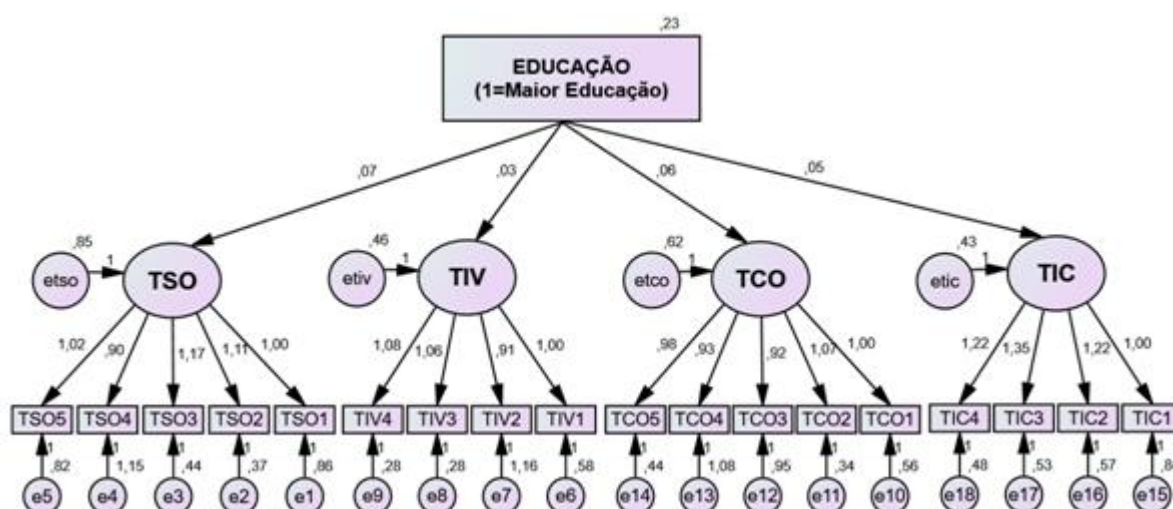 ,23
EDUCAÇÃO
(1=Maior Educação)
,07 ,03 ,06 ,05
,85 ,46 ,62 ,43
etso 1 TSO etiv 1 TIV etco 1 TCO etic 1 TIC
1,02 ,90 1,17 1,11 1,00 1,08 1,06 ,91 1,00 ,98 ,93 ,92 1,07 1,00 1,22 1,35 1,22 1,00
TSO5 TSO4 TSO3 TSO2 TSO1 TIV4 TIV3 TIV2 TIV1 TCO5 TCO4 TCO3 TCO2 TCO1 TIC4 TIC3 TIC2 TIC1
1 1 1 1 1 1 1 1 1 1 1 1 1 1 1 1 1 1
,82 1,15 ,44 ,37 ,86 ,28 ,28 1,16 ,58 ,44 1,08 ,95 ,34 ,56 ,48 ,53 ,57
e5 e4 e3 e2 e1 e9 e8 e7 e6 e14 e13 e12 e11 e10 e18 e17 e16 e15